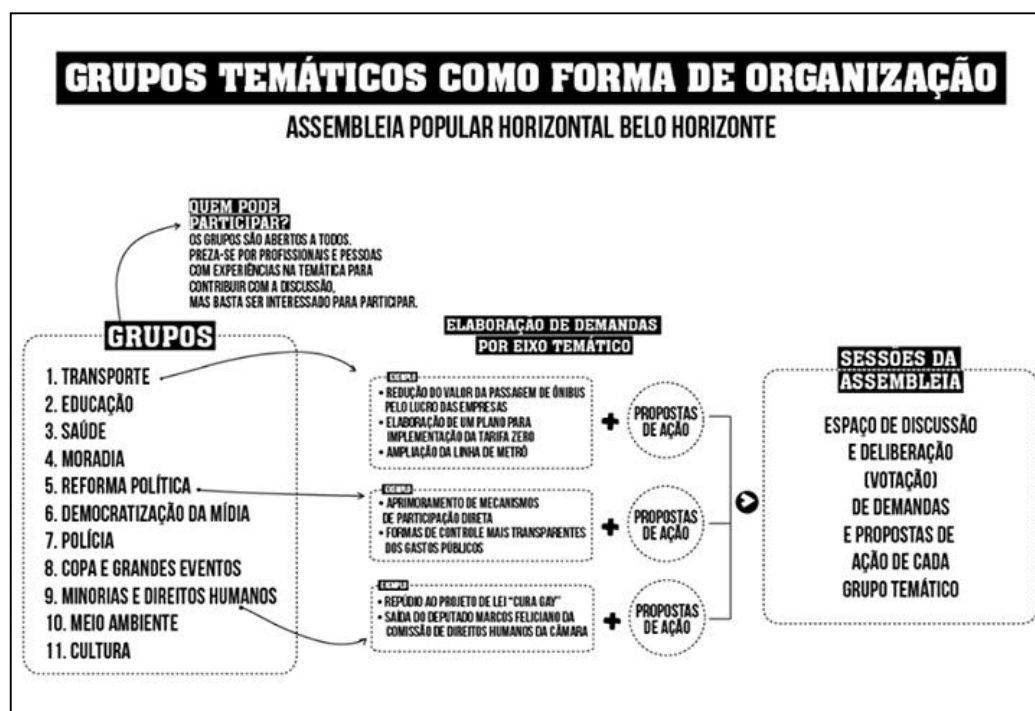 GRUPOS TEMÁTICOS COMO FORMA DE ORGANIZAÇÃO
ASSEMBLEIA POPULAR HORIZONTAL BELO HORIZONTE
QUEM PODE
PARTICIPAR?
OS GRUPOS SÃO ABERTOS A TODOS.
PREZA-SE POR PROFISSIONAIS E PESSOAS
COM EXPERIÊNCIAS NA TEMÁTICA PARA
CONTRIBUIR COM A DISCUSSÃO,
MAS BASTA SER INTERESSADO PARA PARTICIPAR.
GRUPOS
1. TRANSPORTE
2. EDUCAÇÃO
3. SAÚDE
4. MORADIA
5. REFORMA POLÍTICA
6. DEMOCRATIZAÇÃO DA MÍDIA
7. POLÍCIA
8. COPA E GRANDES EVENTOS
9. MINORIAS E DIREITOS HUMANOS
10. MEIO AMBIENTE
11. CULTURA
ELABORAÇÃO DE DEMANDAS
POR EIXO TEMÁTICO
EXEMPLO
• REDUÇÃO DO VALOR DA PASSAGEM DE ÔNIBUS
PELO LUCRO DAS EMPRESAS
• ELABORAÇÃO DE UM PLANO PARA
IMPLEMENTAÇÃO DA TARIFA ZERO
• AMPLIAÇÃO DA LINHA DE METRÔ
+
PROPOSTAS
DE AÇÃO
EXEMPLO
• APRIMORAMENTO DE MECANISMOS
DE PARTICIPAÇÃO DIRETA
• FORMAS DE CONTROLE MAIS TRANSPARENTES
DOS GASTOS PÚBLICOS
+
PROPOSTAS
DE AÇÃO
EXEMPLO
• REPÚDIO AO PROJETO DE LEI “CURA GAY”
• SAÍDA DO DEPUTADO MARCOS FELICIANO DA
COMISSÃO DE DIREITOS HUMANOS DA CÂMARA
+
PROPOSTAS
DE AÇÃO
SESSÕES DA
ASSEMBLEIA
ESPAÇO DE DISCUSSÃO
E DELIBERAÇÃO
(VOTAÇÃO)
DE DEMANDAS
E PROPOSTAS DE
AÇÃO DE CADA
GRUPO TEMÁTICO